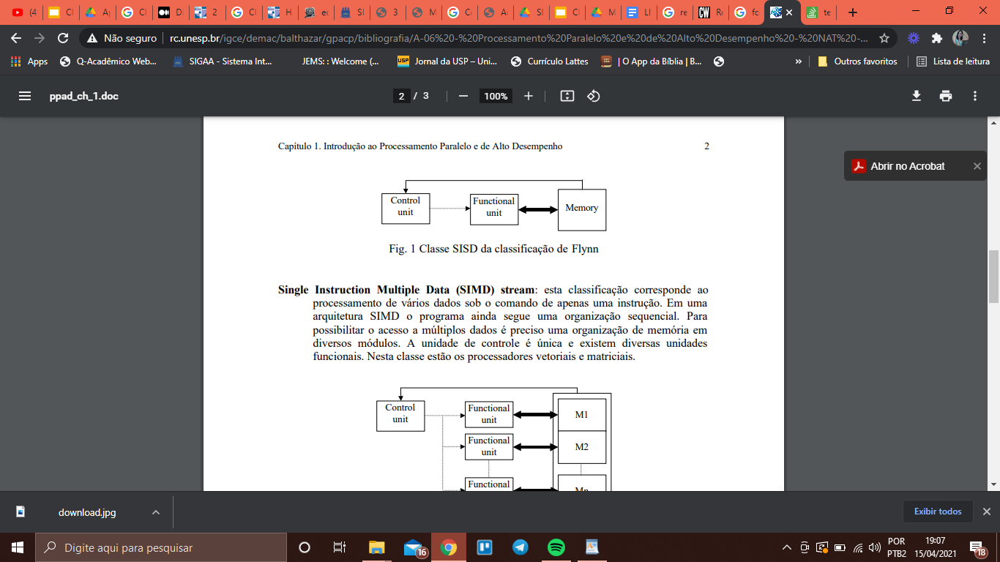 (4
Cl
A
Cl
Di
2
Cl
H
ec
SI
3
M
C
A
SI
Cl
M
LI
re
Re
fc
te
Não seguro
rc.unesp.br/igce/demac/balthazar/gpacp/bibliografia/A-06%20-%20Processamento%20Paralelo%20e%20de%20Alto%20Desempenho%20-%20NAT%20-...
Apps
Q-Acadêmico Web...
SIGAA - Sistema Int...
JEMS: : Welcome (...
USP
Jornal da USP – Uni...
Currículo Lattes
| O App da Bíblia | B...
»
Outros favoritos
Lista de leitura
ppad_ch_1.doc
2 / 3
100%
Abrir no Acrobat
Capítulo 1. Introdução ao Processamento Paralelo e de Alto Desempenho 2
Control
unit
Functional
unit
Memory
Fig. 1 Classe SISD da classificação de Flynn
Single Instruction Multiple Data (SIMD) stream: esta classificação corresponde ao
processamento de vários dados sob o comando de apenas uma instrução. Em uma
arquitetura SIMD o programa ainda segue uma organização sequencial. Para
possibilitar o acesso a múltiplos dados é preciso uma organização de memória em
diversos módulos. A unidade de controle é única e existem diversas unidades
funcionais. Nesta classe estão os processadores vetoriais e matriciais.
Control
unit
Functional
unit
M1
Functional
unit
M2
Functional
Mn
download.jpg
Exibir todos
Digite aqui para pesquisar
16
POR
PTB2
19:07
15/04/2021
18